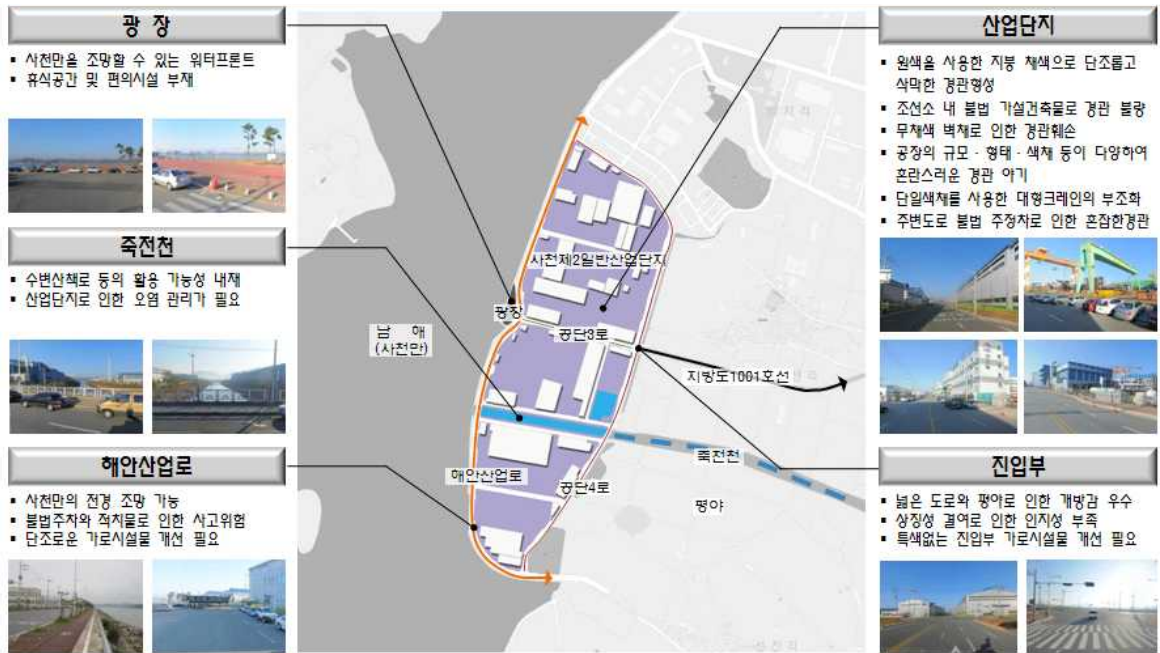 광 장
▪ 사천만을 조망할 수 있는 워터프론트
▪ 휴식공간 및 편의시설 부재
죽전천
▪ 수변산책로 등의 활용 가능성 내재
▪ 산업단지로 인한 오염 관리가 필요
해안산업로
▪ 사천만의 전경 조망 가능
▪ 불법주차와 적치물로 인한 사고위험
▪ 단조로운 가로시설물 개선 필요
사천제2일반산업단지
광장
남 해
(사천만)
공단3로
지방도1001호선
죽전천
해안산업로
공단4로
평야
산업단지
▪ 원색을 사용한 지붕 채색으로 단조롭고
삭막한 경관형성
▪ 조선소 내 불법 가설건축물로 경관 불량
▪ 무채색 벽채로 인한 경관훼손
▪ 공장의 규모 · 형태 · 색채 등이 다양하여
혼란스러운 경관 야기
▪ 단일색채를 사용한 대형크레인의 부조화
▪ 주변도로 불법 주정차로 인한 혼잡한경관
진입부
▪ 넓은 도로와 평야로 인한 개방감 우수
▪ 상징성 결여로 인한 인지성 부족
▪ 특색없는 진입부 가로시설물 개선 필요